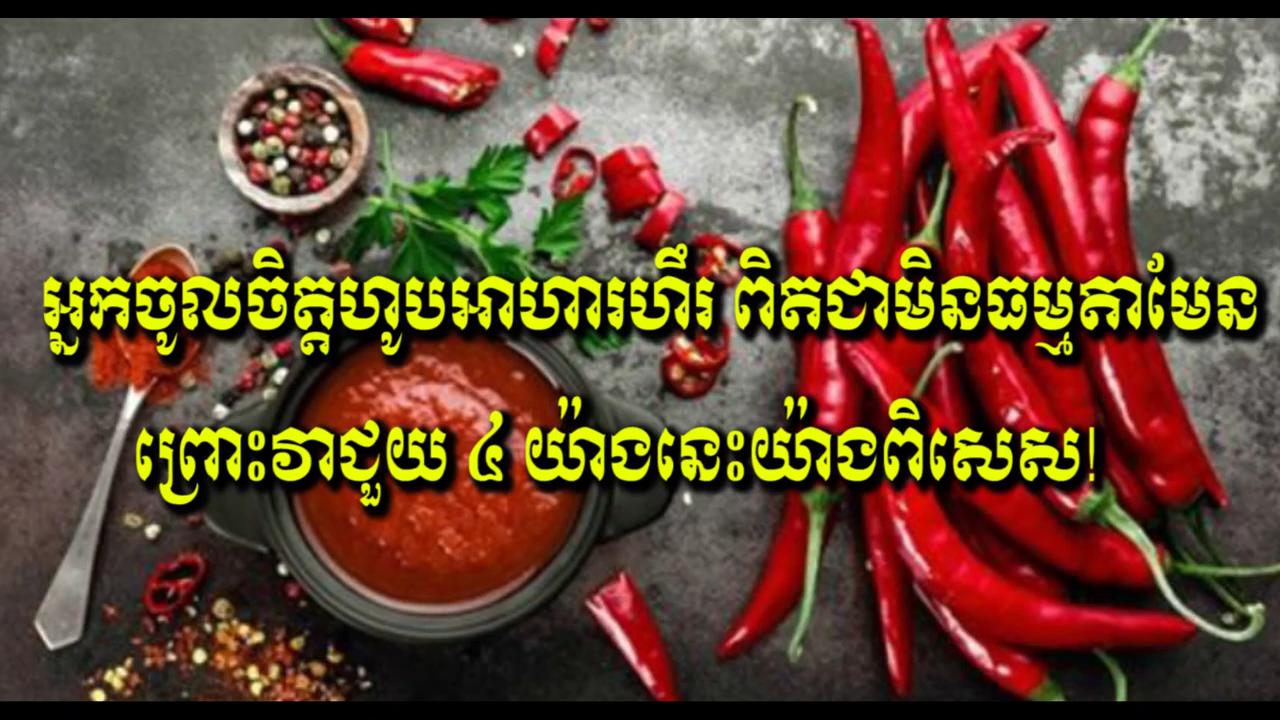 អ្នកចូលចិត្តហូបអាហារហឹរ ពិតជាមិនធម្មតាមែន
ព្រោះវាជួយ ៤ យ៉ាងនេះយ៉ាងពិសេស!